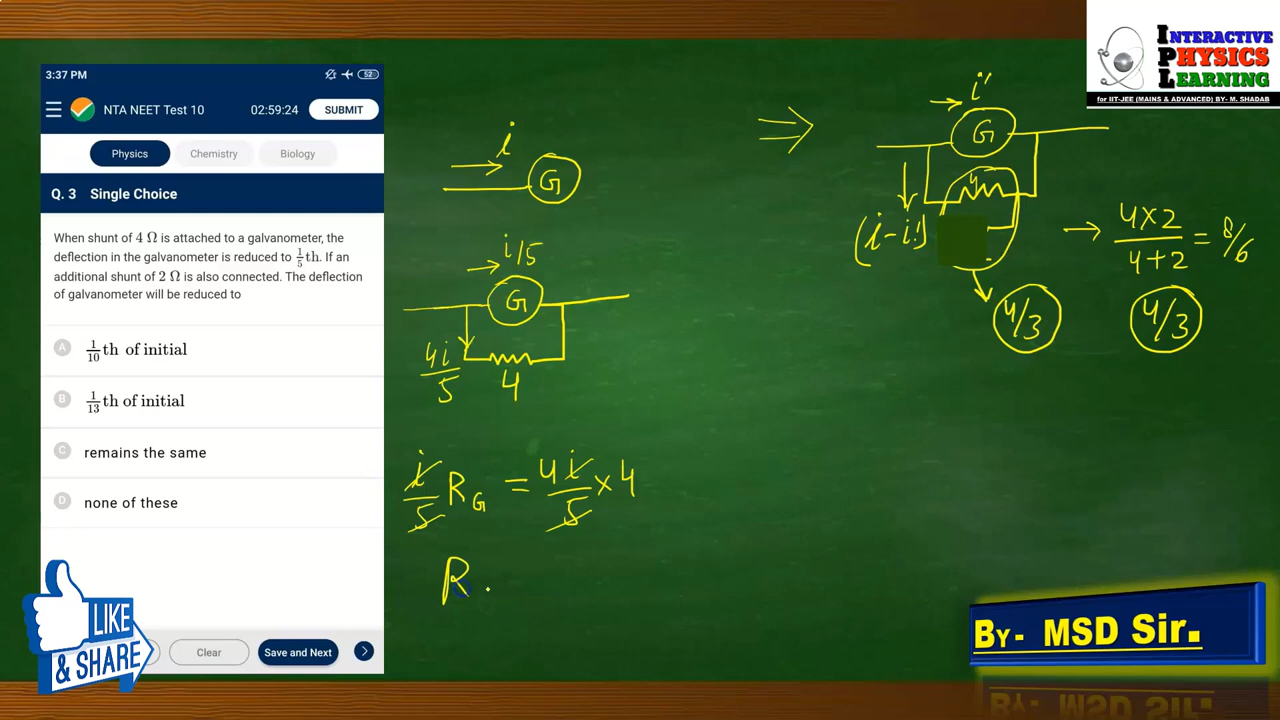 INTERACTIVE
PHYSICS
LEARNING
for IIT-JEE (MAINS & ADVANCED) BY- M. SHADAB
3:37 PM
52
NTA NEET Test 10
02:59:24
SUBMIT
Physics
Chemistry
Biology
Q. 3 Single Choice
When shunt of 4 Ω is attached to a galvanometer, the
deflection in the galvanometer is reduced to 1/5 th. If an
additional shunt of 2 Ω is also connected. The deflection
of galvanometer will be reduced to
A 1/10 th of initial
B 1/13 th of initial
C remains the same
D none of these
LIKE
& SHARE
Clear
Save and Next
i
G
i/5
G
4i/5
4
i/5 R_G = 4i/5 × 4
R
⇒
i'
G
4
(i-i')
→ 4×2/4+2 = 8/6
4/3
4/3
BY- MSD Sir.